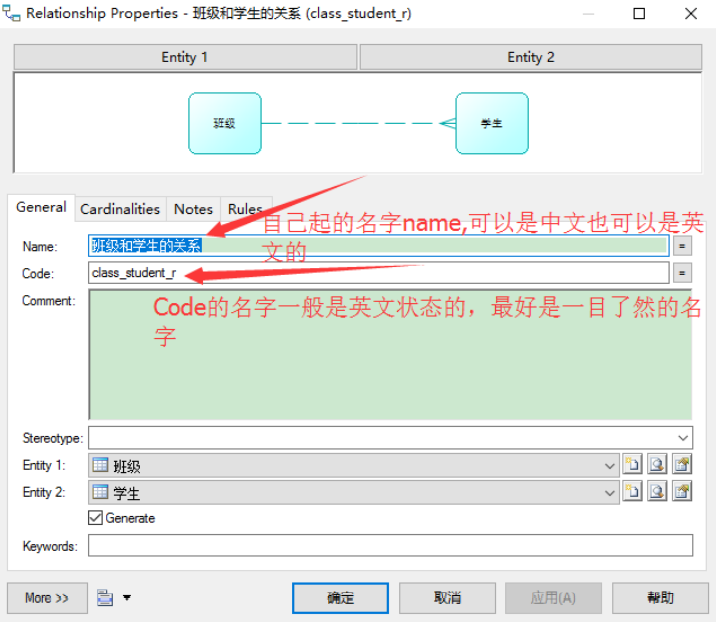 Relationship Properties - 班级和学生的关系 (class_student_r)
Entity 1 Entity 2
班级 学生
General Cardinalities Notes Rules
自己起的名字name,可以是中文也可以是英
文的
Name: 班级和学生的关系 =
Code: class_student_r =
Comment:
Code的名字一般是英文状态的，最好是一目了然的名
字
Stereotype:
Entity 1: 班级
Entity 2: 学生
Generate
Keywords:
More >> 确定 取消 应用(A) 帮助